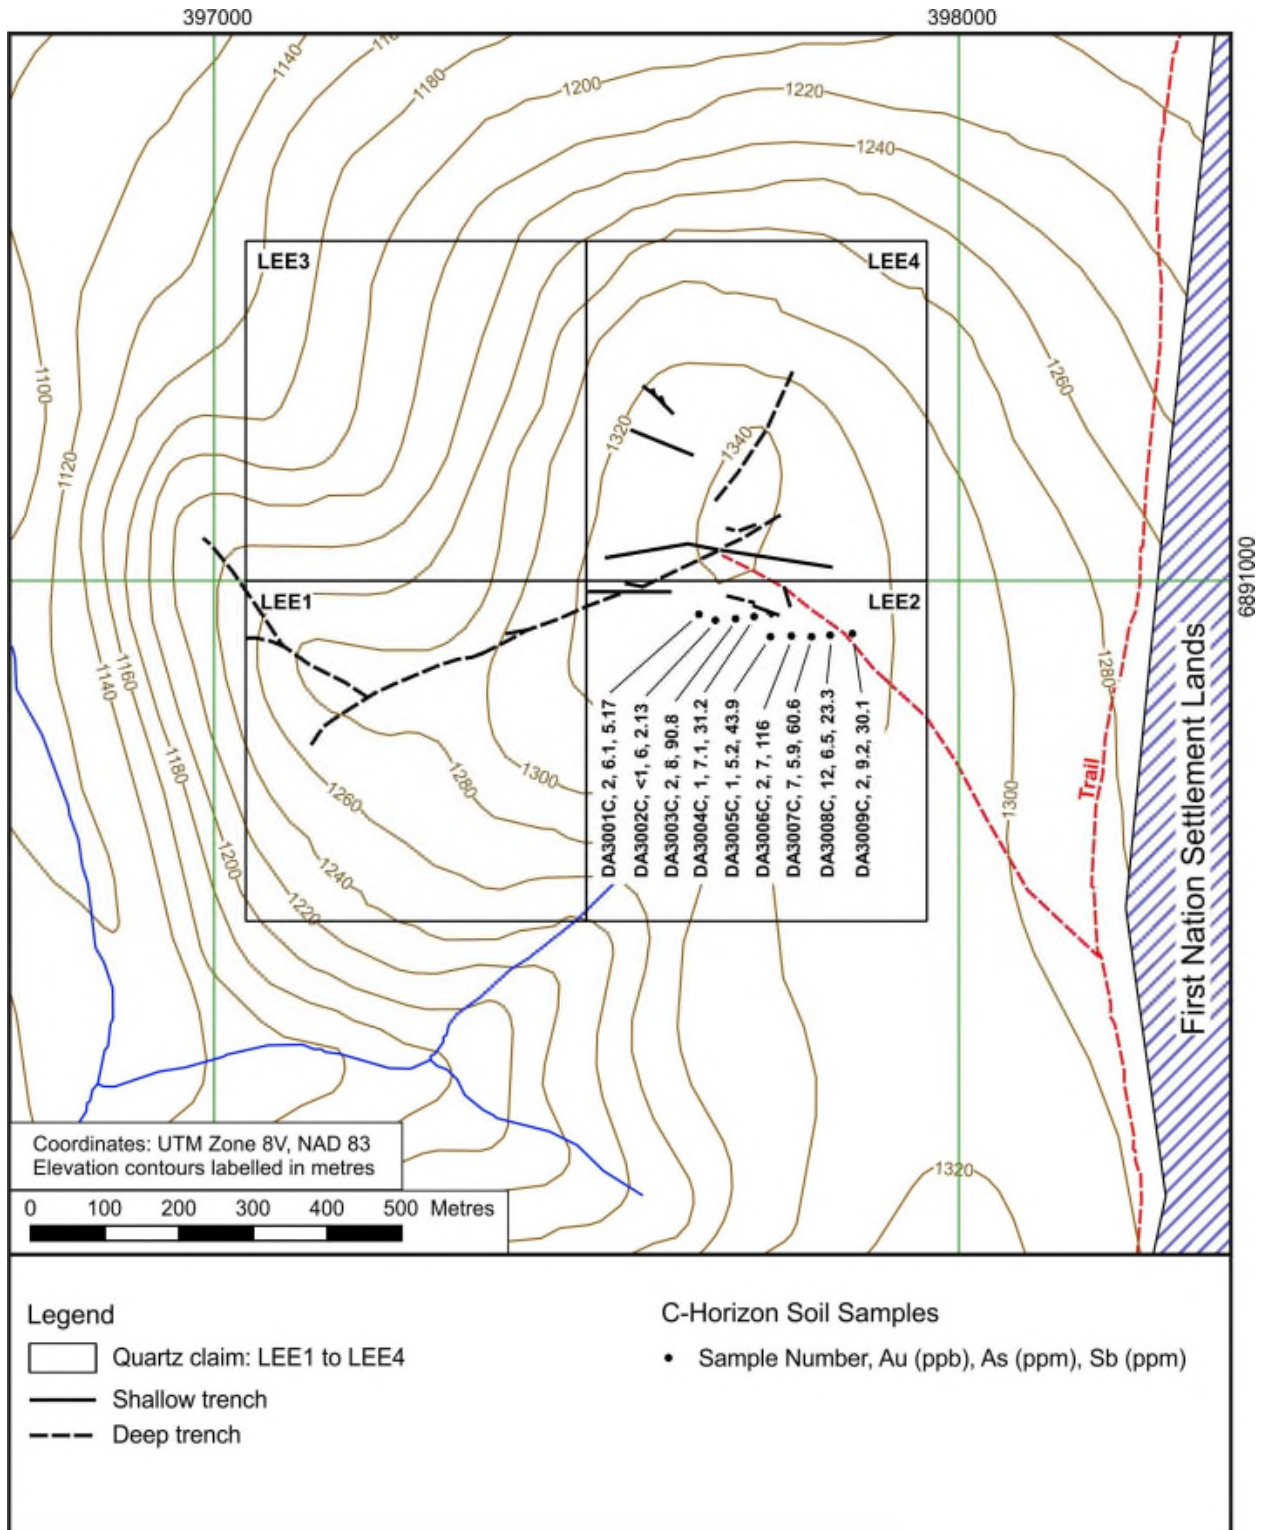 397000
398000
1140
1180
1200
1220
1240
LEE3
LEE4
1100
1120
1320
1340
1260
6891000
LEE1
LEE2
1140
1160
1180
1200
1220
1240
1260
1280
1300
1280
1300
DA3001C, 2, 6.1, 5.17
DA3002C, <1, 6, 2.13
DA3003C, 2, 8, 90.8
DA3004C, 1, 7.1, 31.2
DA3005C, 1, 5.2, 43.9
DA3006C, 2, 7, 116
DA3007C, 7, 5.9, 60.6
DA3008C, 12, 6.5, 23.3
DA3009C, 2, 9.2, 30.1
Trail
First Nation Settlement Lands
1320
Coordinates: UTM Zone 8V, NAD 83
Elevation contours labelled in metres
0 100 200 300 400 500 Metres
Legend
Quartz claim: LEE1 to LEE4
Shallow trench
Deep trench
C-Horizon Soil Samples
Sample Number, Au (ppb), As (ppm), Sb (ppm)